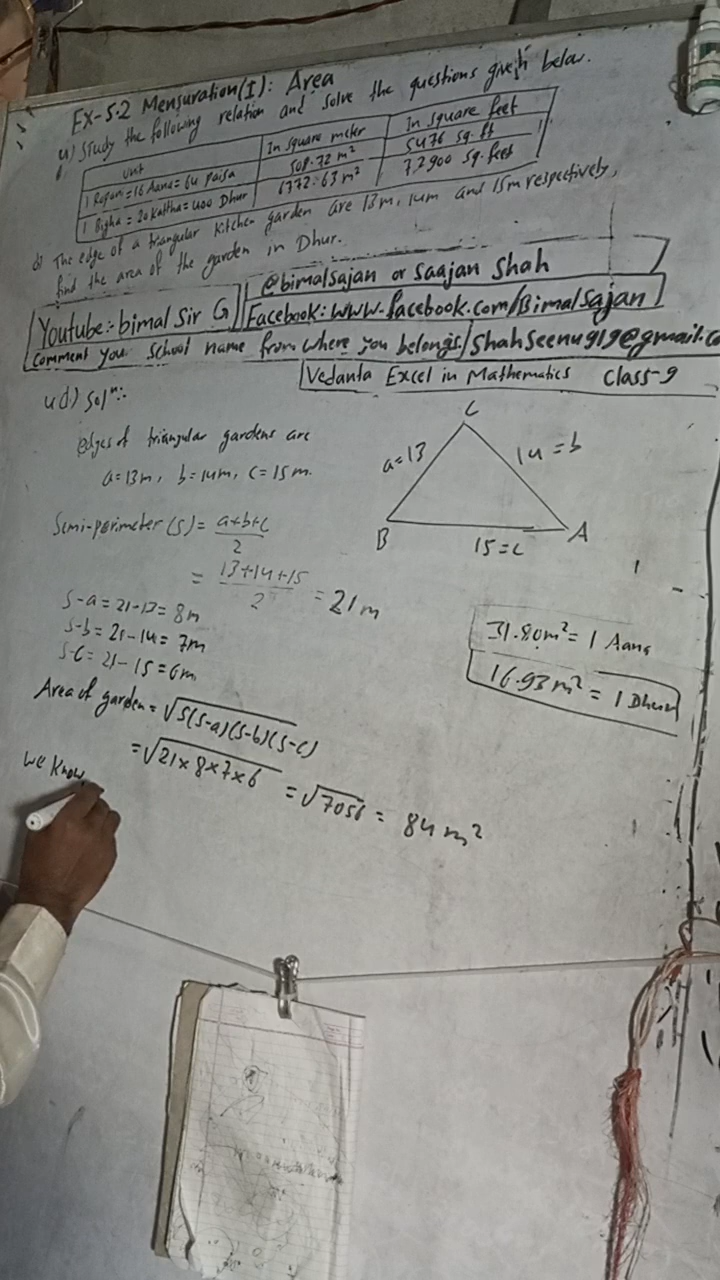 Ex-5.2 Mensuration(I): Area
4) Study the following relation and solve the questions given below.
Unit In square meter In square feet
1 Ropani=16 Aana=64 paisa 508.72 m² 5476 sq.ft
1 Bigha=20 kattha=400 Dhur 6772.63 m² 72900 sq.feet
d) The edge of a triangular kitchen garden are 13m, 14m and 15m respectively,
find the area of the garden in Dhur.
@bimalsajan or Saajan Shah
Youtube:- bimal Sir G Facebook: www.facebook.com/Bimalsajan
Comment your school name from where you belongs/shahseenu919@gmail.co
Vedanta Excel in Mathematics Class-9
4d) Solⁿ:-
edges of triangular gardens are
a=13m, b=14m, c=15m.
C
a=13
14=b
B
15=c
A
Semi-perimeter (s) = a+b+c/2
= 13+14+15/2 = 21m
s-a=21-13=8m
s-b=21-14=7m
s-c=21-15=6m
31.80m²=1 Aana
16.93m²=1 Dhur
Area of garden=√s(s-a)(s-b)(s-c)
=√21×8×7×6 =√7056 = 84m²
we know